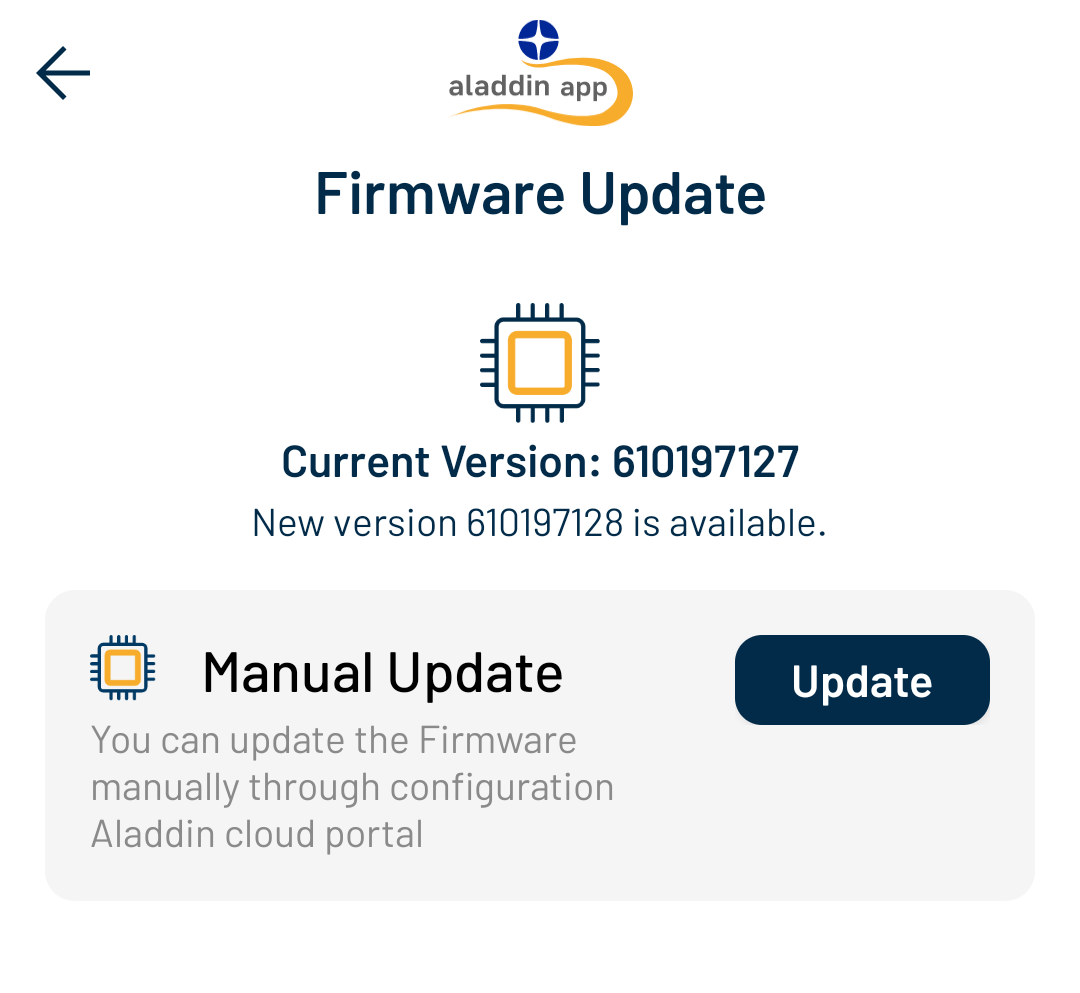 aladdin app
Firmware Update
Current Version: 610197127
New version 610197128 is available.
Manual Update
Update
You can update the Firmware
manually through configuration
Aladdin cloud portal